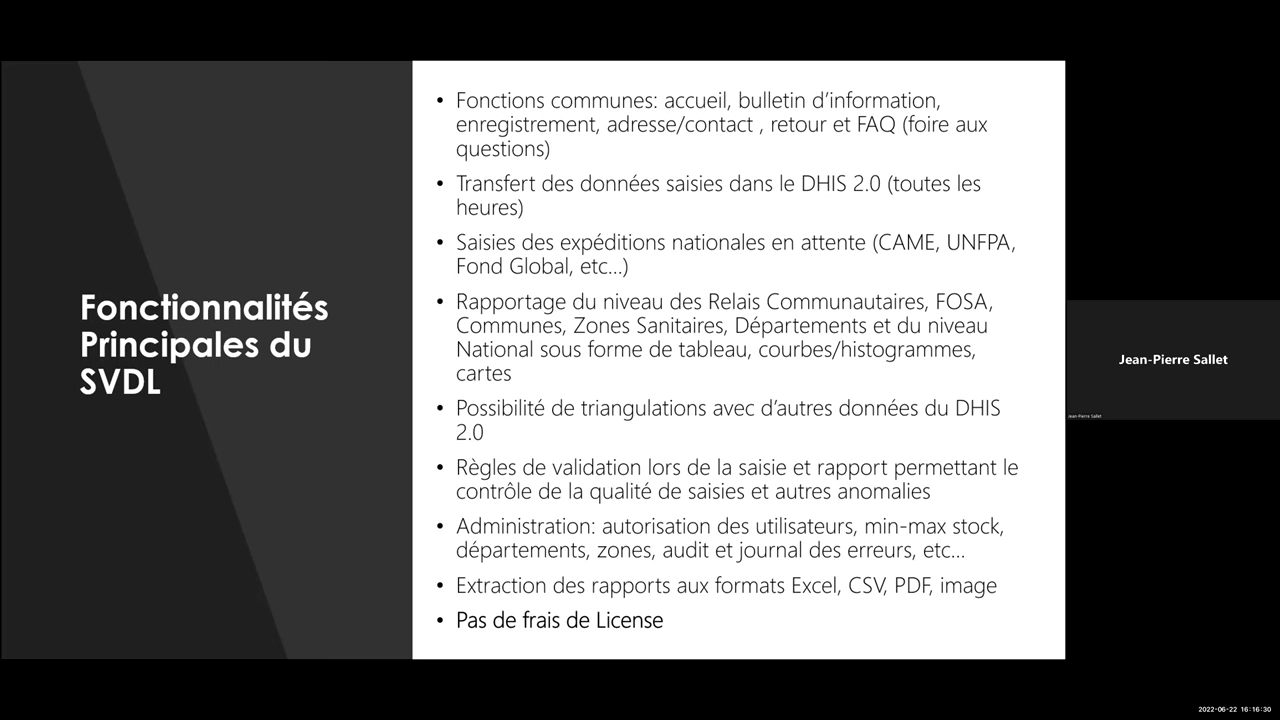 Fonctionnalités
Principales du
SVDL
• Fonctions communes: accueil, bulletin d’information,
enregistrement, adresse/contact , retour et FAQ (foire aux
questions)
• Transfert des données saisies dans le DHIS 2.0 (toutes les
heures)
• Saisies des expéditions nationales en attente (CAME, UNFPA,
Fond Global, etc…)
• Rapportage du niveau des Relais Communautaires, FOSA,
Communes, Zones Sanitaires, Départements et du niveau
National sous forme de tableau, courbes/histogrammes,
cartes
• Possibilité de triangulations avec d’autres données du DHIS
2.0
• Règles de validation lors de la saisie et rapport permettant le
contrôle de la qualité de saisies et autres anomalies
• Administration: autorisation des utilisateurs, min-max stock,
départements, zones, audit et journal des erreurs, etc…
• Extraction des rapports aux formats Excel, CSV, PDF, image
• Pas de frais de License
Jean-Pierre Sallet
Jean-Pierre Sallet
2022-06-22 16:16:30